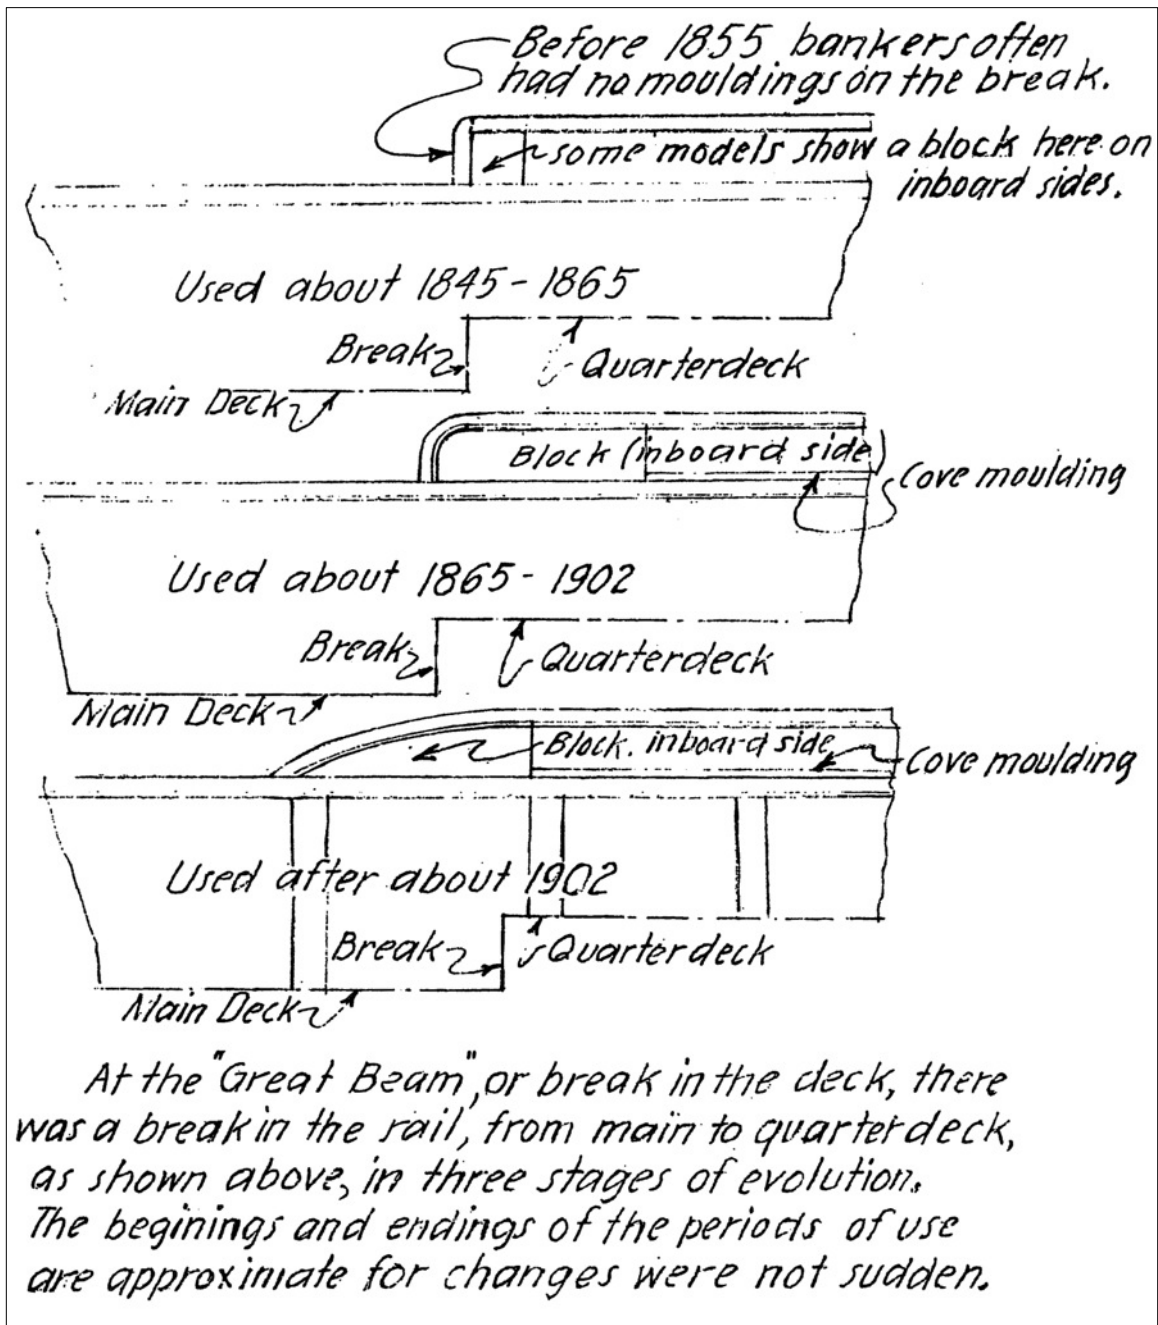 Before 1855 bankers often
had no mouldings on the break.
some models show a block here on
inboard sides.
Used about 1845-1865
Break
Quarterdeck
Main Deck
Block (inboard side)
Cove moulding
Used about 1865-1902
Break
Quarterdeck
Main Deck
Block. inboard side
Cove moulding
Used after about 1902
Break
Quarterdeck
Main Deck
At the "Great Beam", or break in the deck, there
was a break in the rail, from main to quarterdeck,
as shown above, in three stages of evolution.
The beginings and endings of the periods of use
are approximate for changes were not sudden.